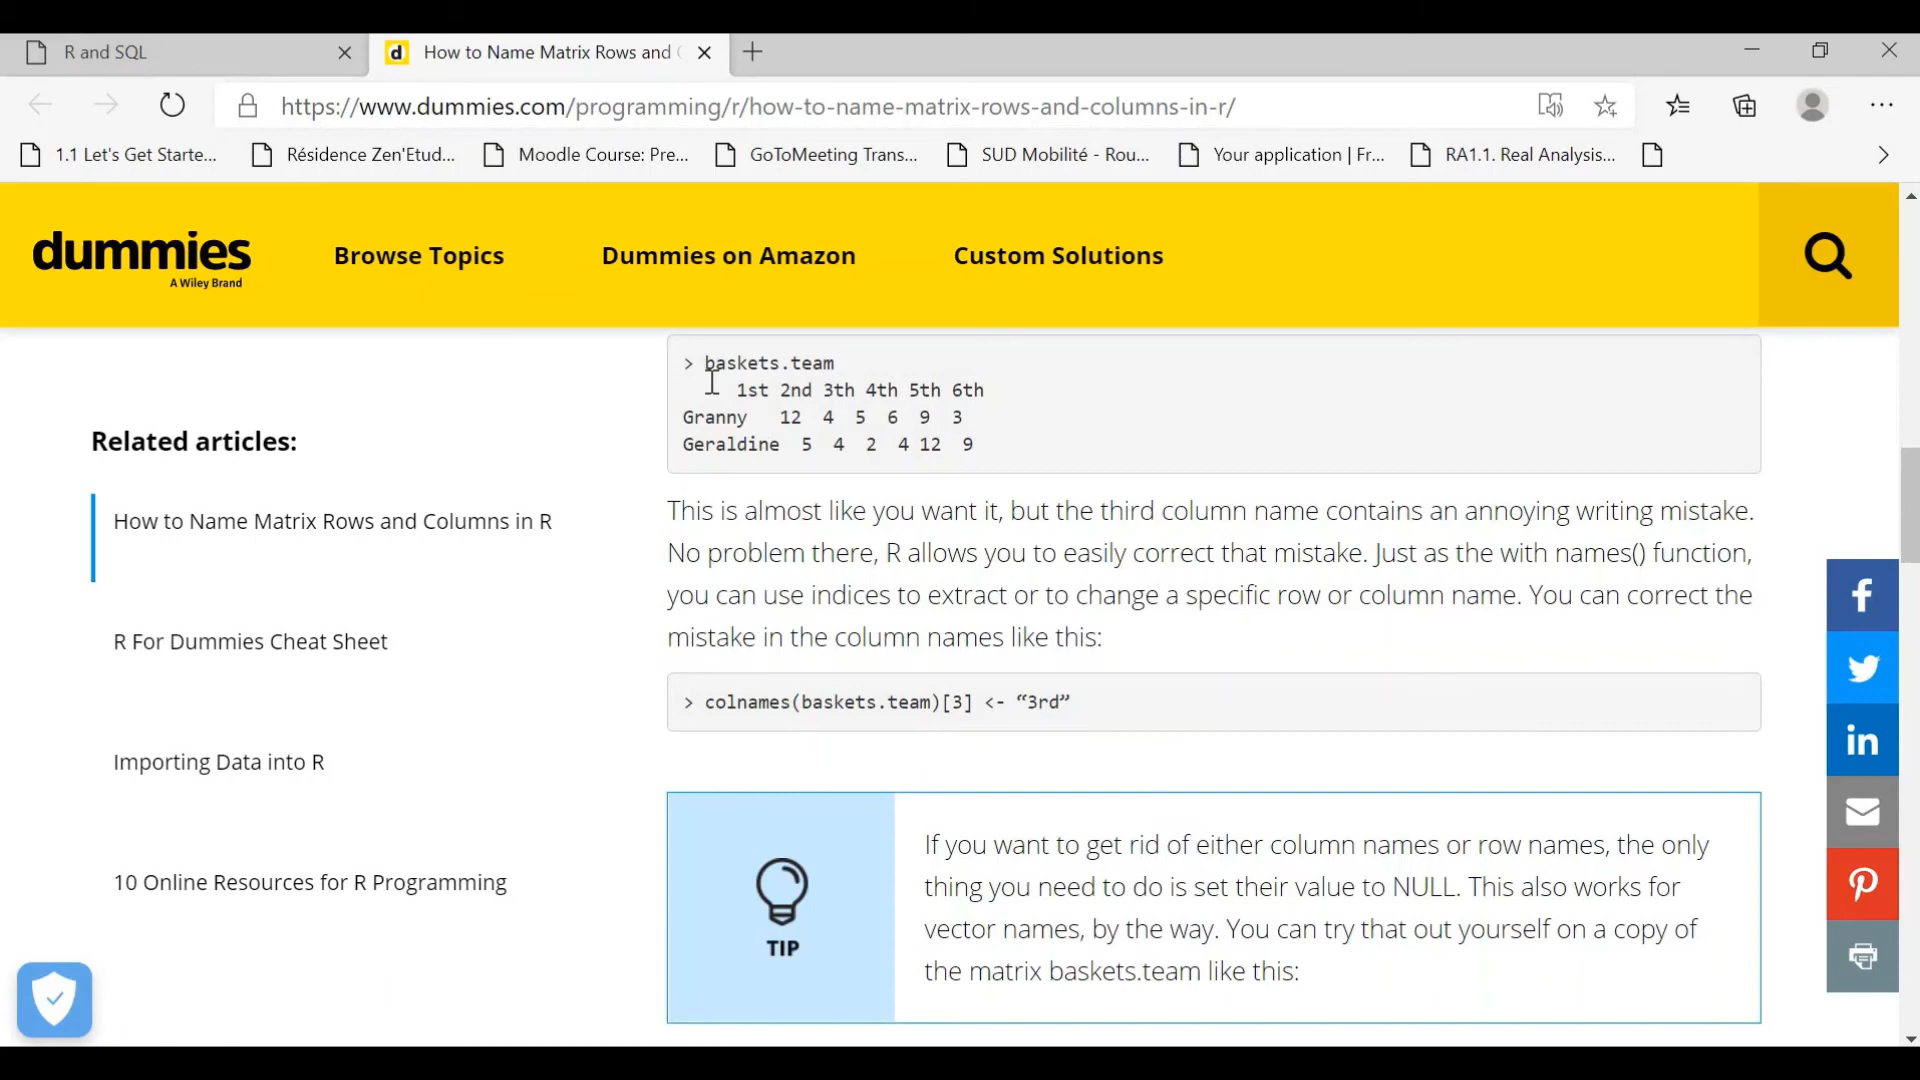 R and SQL
How to Name Matrix Rows and
https://www.dummies.com/programming/r/how-to-name-matrix-rows-and-columns-in-r/
1.1 Let's Get Starte... Résidence Zen'Etud... Moodle Course: Pre... GoToMeeting Trans... SUD Mobilité - Rou... Your application | Fr... RA1.1. Real Analysis...
dummies
A Wiley Brand
Browse Topics Dummies on Amazon Custom Solutions
> baskets.team
1st 2nd 3th 4th 5th 6th
Granny 12 4 5 6 9 3
Geraldine 5 4 2 4 12 9
This is almost like you want it, but the third column name contains an annoying writing mistake.
No problem there, R allows you to easily correct that mistake. Just as the with names() function,
you can use indices to extract or to change a specific row or column name. You can correct the
mistake in the column names like this:
> colnames(baskets.team)[3] <- “3rd”
TIP
If you want to get rid of either column names or row names, the only
thing you need to do is set their value to NULL. This also works for
vector names, by the way. You can try that out yourself on a copy of
the matrix baskets.team like this:
Related articles:
How to Name Matrix Rows and Columns in R
R For Dummies Cheat Sheet
Importing Data into R
10 Online Resources for R Programming